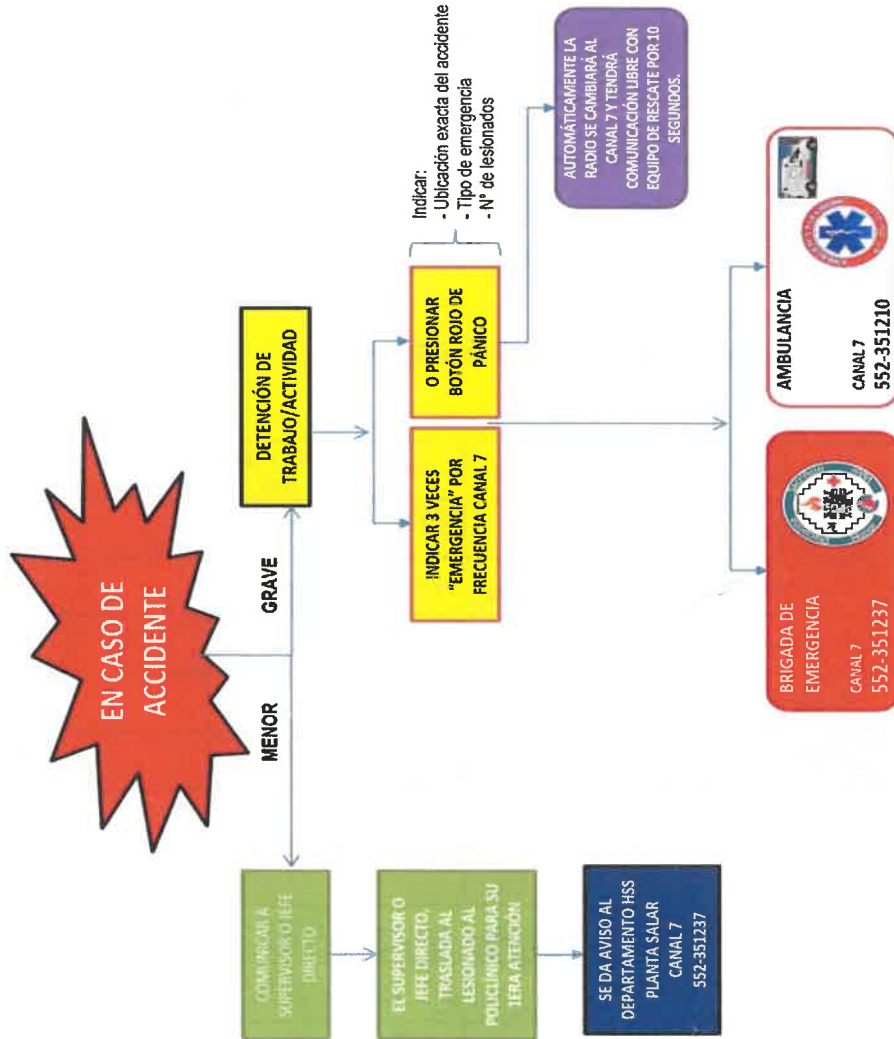 EN CASO DE
ACCIDENTE
MENOR
GRAVE
COMUNICAR A
SUPERVISOR O JEFE
DIRECTO
EL SUPERVISOR O
JEFE DIRECTO,
TRASLADA AL
LESIONADO AL
POLICLÍNICO PARA SU
1ERA ATENCIÓN
SE DA AVISO AL
DEPARTAMENTO HSS
PLANTA SALAR
CANAL 7
552-351237
DETENCIÓN DE
TRABAJO/ACTIVIDAD
INDICAR 3 VECES
"EMERGENCIA" POR
FRECUENCIA CANAL 7
O PRESIONAR
BOTÓN ROJO DE
PÁNICO
Indicar:
- Ubicación exacta del accidente
- Tipo de emergencia
- N° de lesionados
AUTOMÁTICAMENTE LA
RADIO SE CAMBIARÁ AL
CANAL 7 Y TENDRÁ
COMUNICACIÓN LIBRE CON
EQUIPO DE RESCATE POR 10
SEGUNDOS.
BRIGADA DE
EMERGENCIA
CANAL 7
552-351237
AMBULANCIA
CANAL 7
552-351210